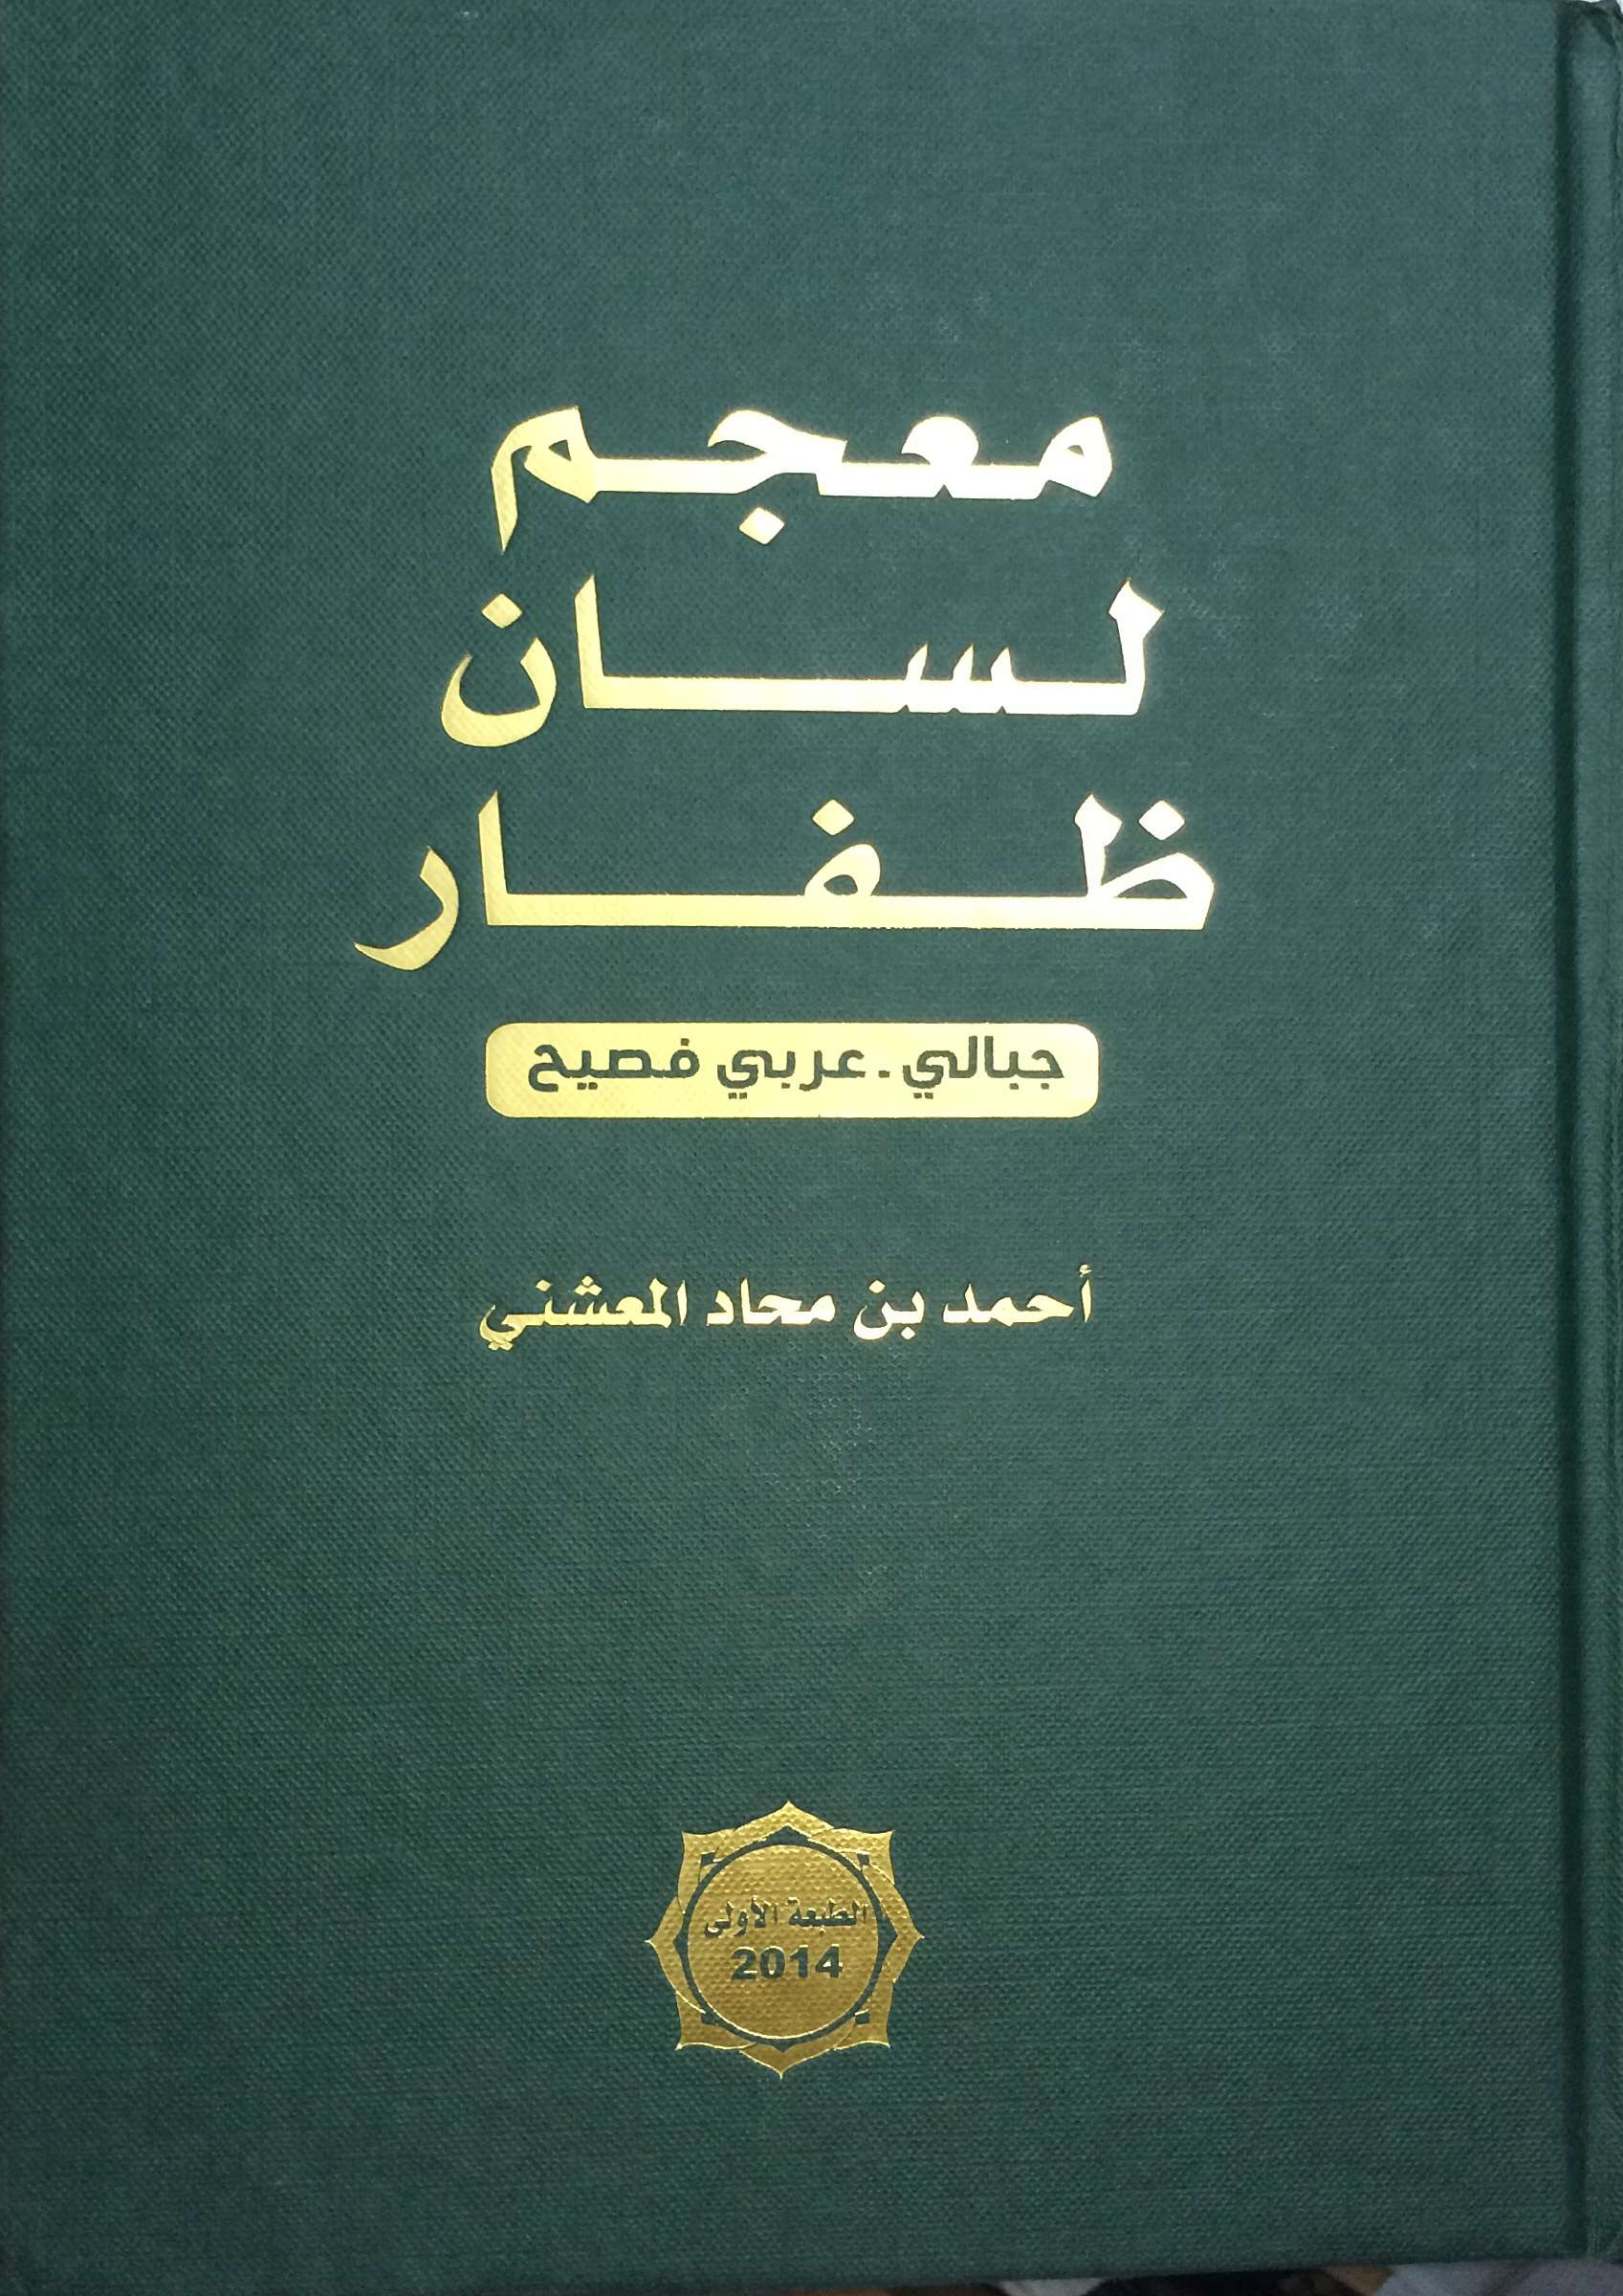 معجم
لسان
ظفار
جبالي - عربي فصيح
أحمد بن محاد المعشني
الطبعة الأولى
2014